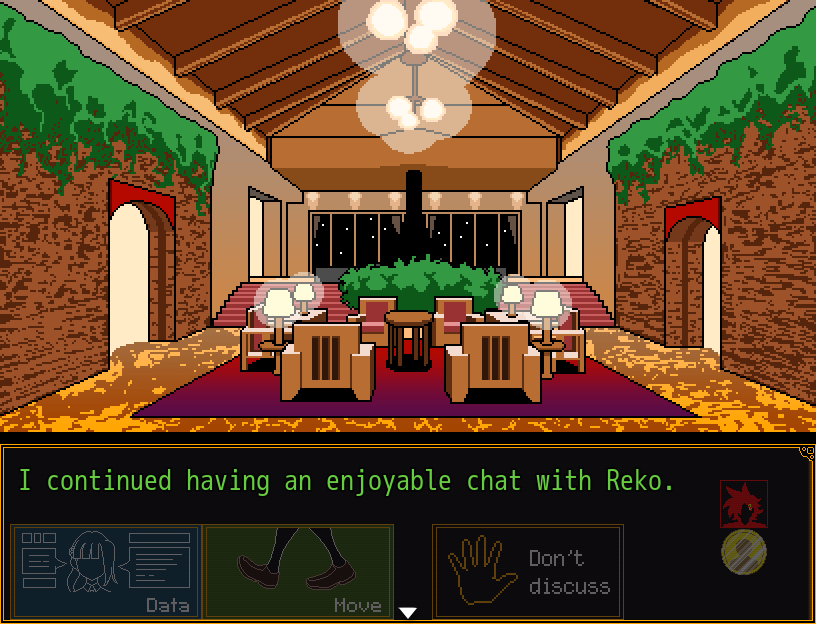 I continued having an enjoyable chat with Reko.
Data
Move
Don't
discuss